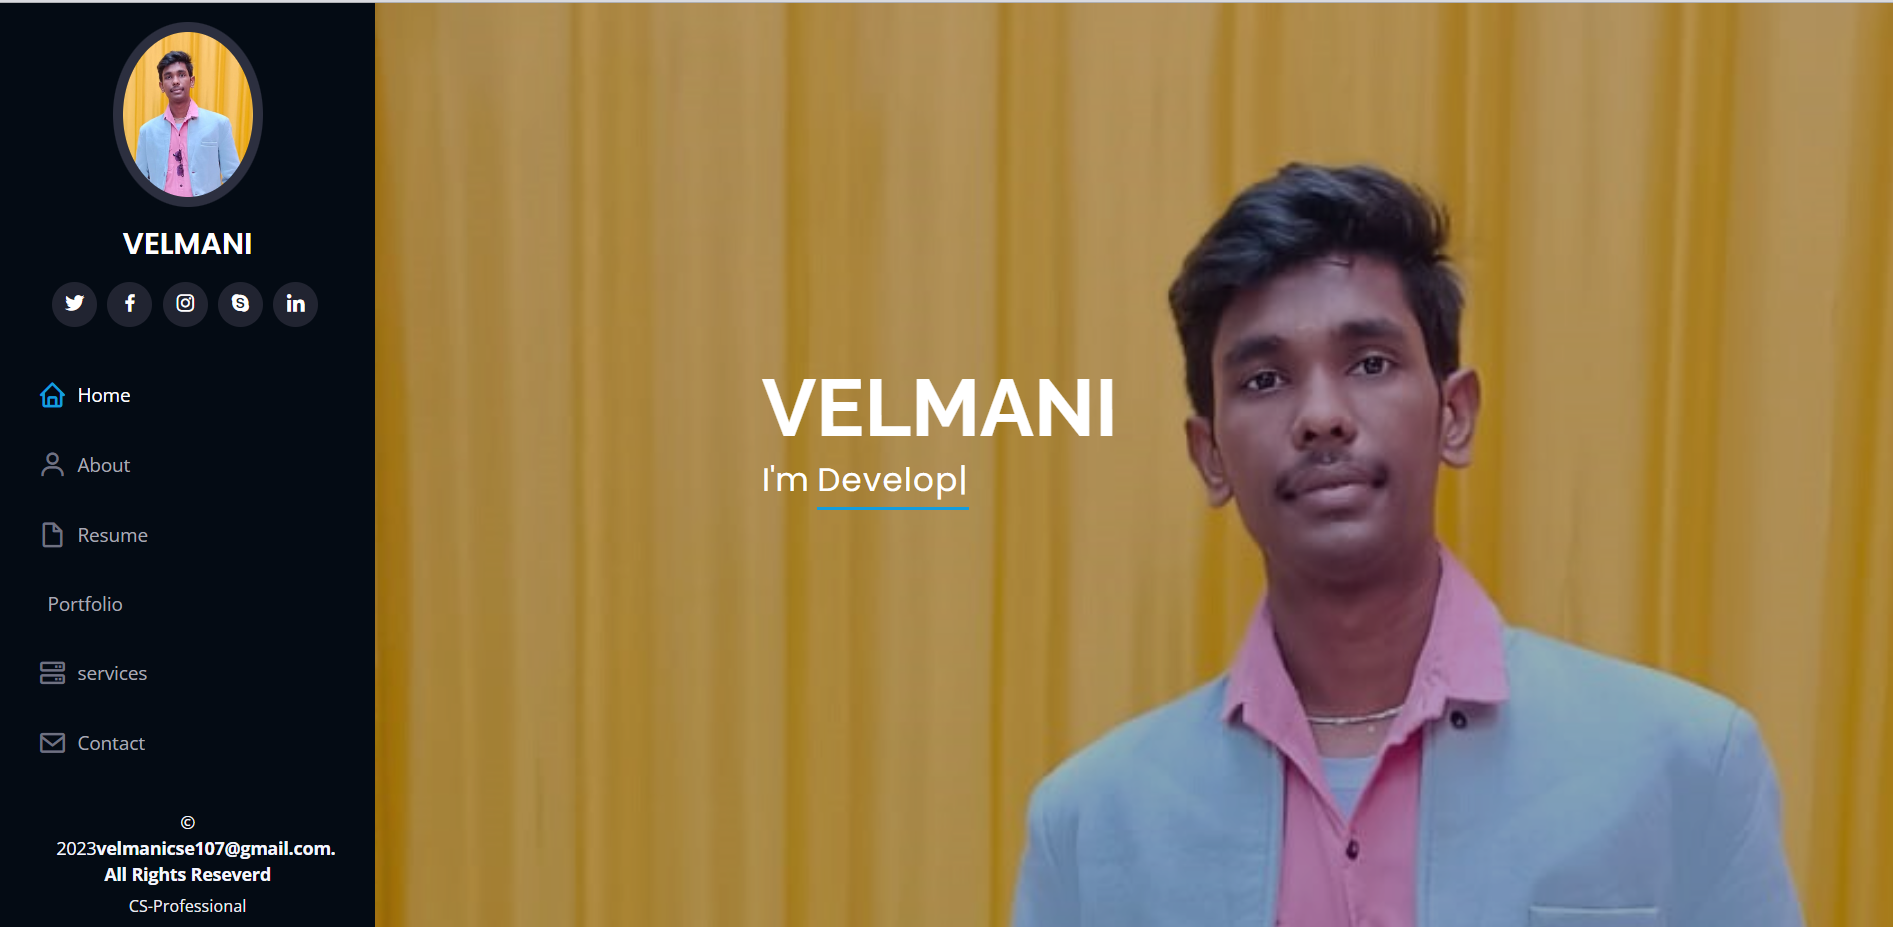 VELMANI
Home
About
Resume
Portfolio
services
Contact
©
2023velmanicse107@gmail.com.
All Rights Reseverd
CS-Professional
VELMANI
I'm Develop|